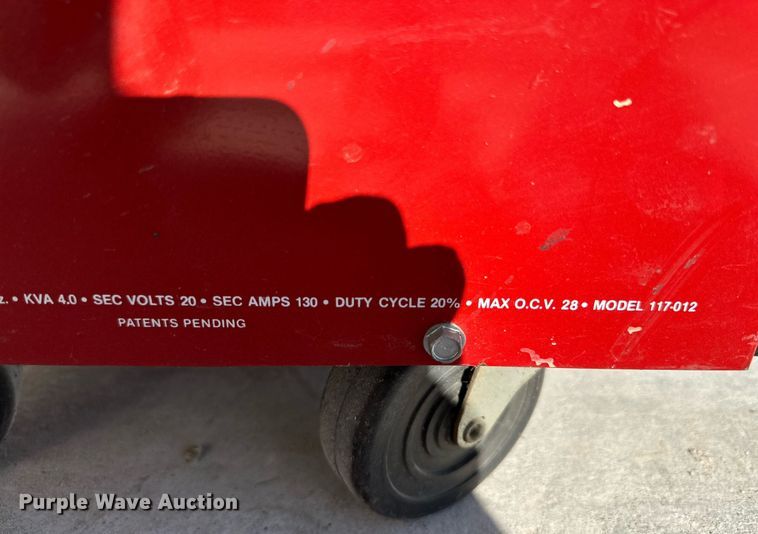 z. • KVA 4.0 • SEC VOLTS 20 • SEC AMPS 130 • DUTY CYCLE 20% • MAX O.C.V. 28 • MODEL 117-012
PATENTS PENDING
Purple Wave Auction